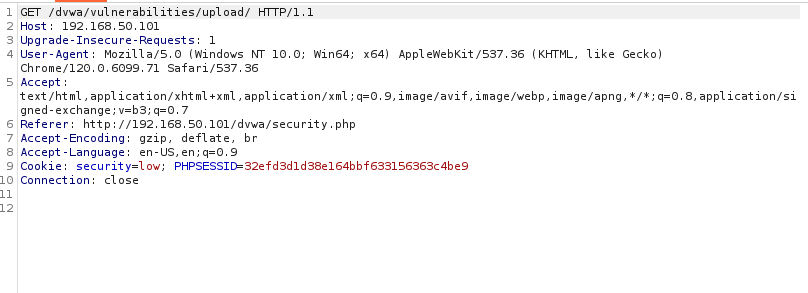 1 GET /dvwa/vulnerabilities/upload/ HTTP/1.1
2 Host: 192.168.50.101
3 Upgrade-Insecure-Requests: 1
4 User-Agent: Mozilla/5.0 (Windows NT 10.0; Win64; x64) AppleWebKit/537.36 (KHTML, like Gecko)
Chrome/120.0.6099.71 Safari/537.36
5 Accept:
text/html,application/xhtml+xml,application/xml;q=0.9,image/avif,image/webp,image/apng,*/*;q=0.8,application/si
gned-exchange;v=b3;q=0.7
6 Referer: http://192.168.50.101/dvwa/security.php
7 Accept-Encoding: gzip, deflate, br
8 Accept-Language: en-US,en;q=0.9
9 Cookie: security=low; PHPSESSID=32efd3d1d38e164bbf633156363c4be9
10 Connection: close
11
12